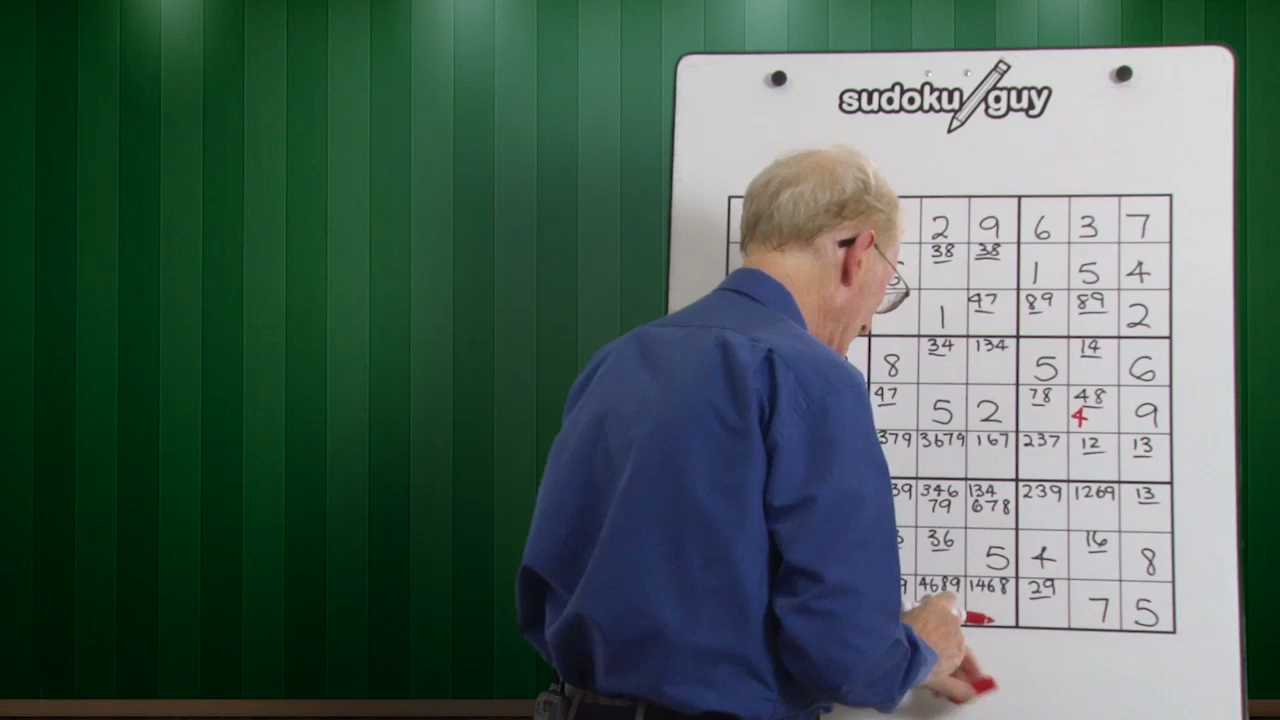 sudoku guy
2 9 6 3 7
38 38
1 5 4
47 89 89
1 2
34 134 14
8 5 6
47 78 48
5 2 4 9
379 3679 167 237 12 13
39 346 134 239 1269 13
79 678
36 16
5 4 8
9 4689 1468 29
7 5